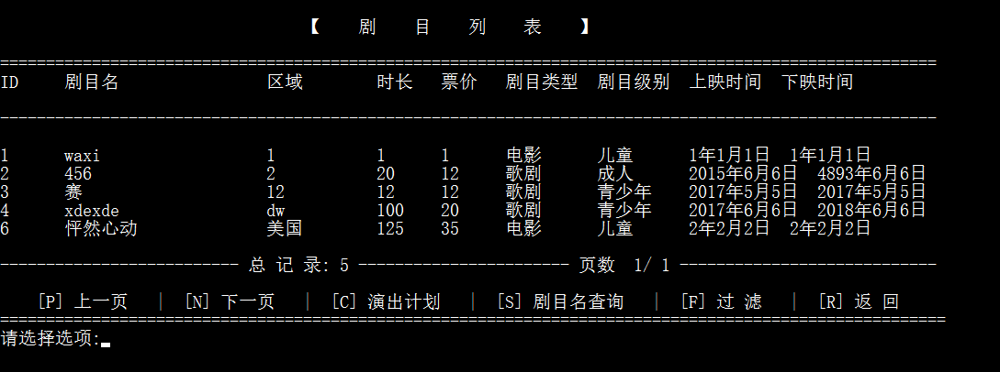 【 剧 目 列 表 】
======================================================================================================
ID 剧目名 区域 时长 票价 剧目类型 剧目级别 上映时间 下映时间
------------------------------------------------------------------------------------------------------
1 waxi 1 1 1 电影 儿童 1年1月1日 1年1月1日
2 456 2 20 12 歌剧 成人 2015年6月6日 4893年6月6日
3 赛 12 12 12 歌剧 青少年 2017年5月5日 2017年5月5日
4 xdexde dw 100 20 歌剧 青少年 2017年6月6日 2018年6月6日
6 怦然心动 美国 125 35 电影 儿童 2年2月2日 2年2月2日
-------------------------- 总 记 录: 5 ----------------------- 页数 1/ 1 ----------------------------
[P] 上一页 | [N] 下一页 | [C] 演出计划 | [S] 剧目名查询 | [F] 过 滤 | [R] 返 回
=======================================================================================================
请选择选项: